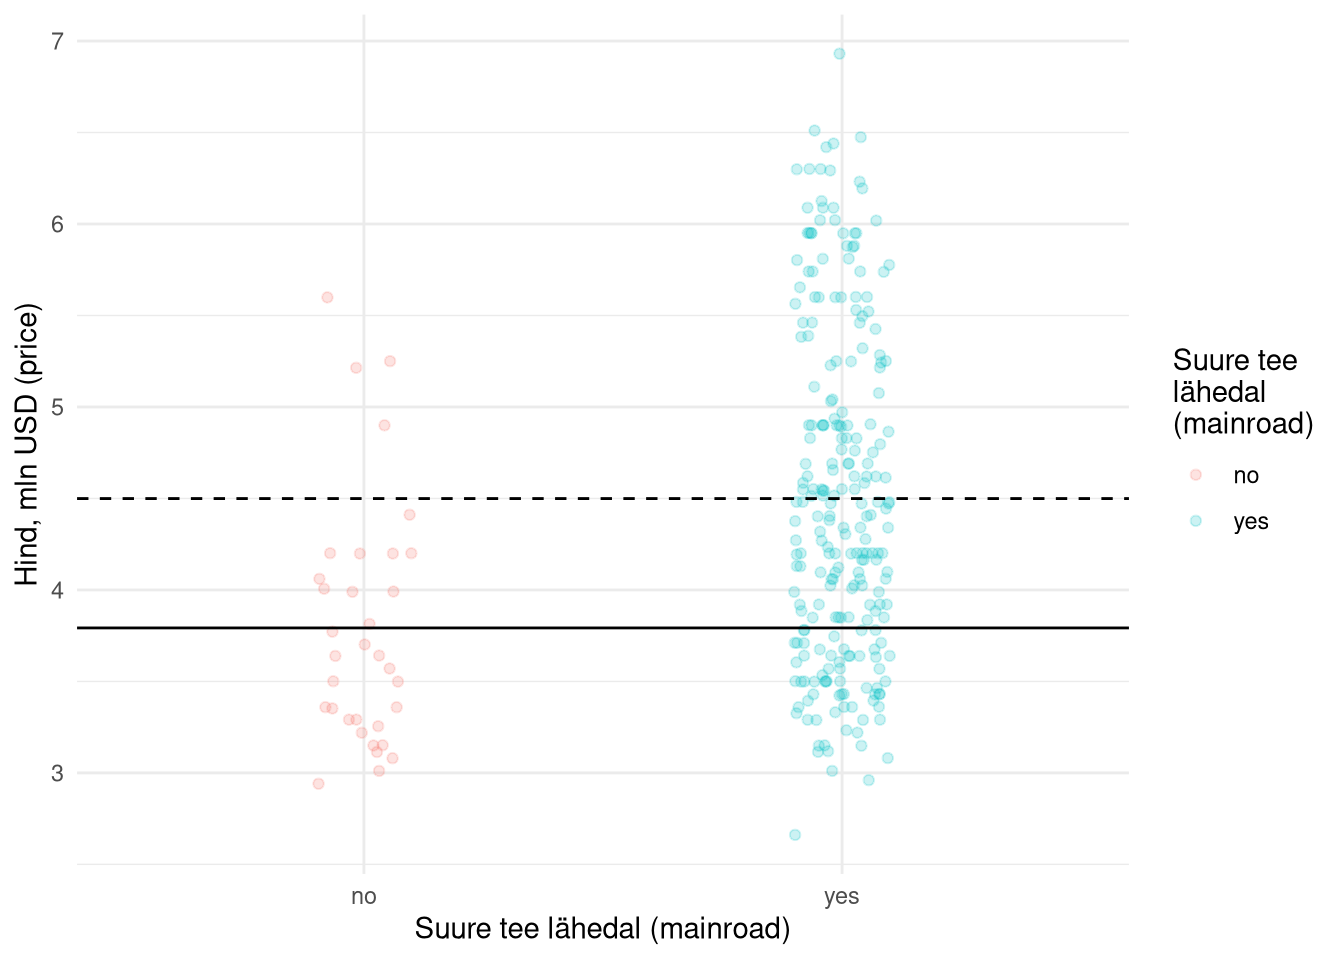 7
6
5
4
3
Hind, mln USD (price)
no
yes
Suure tee lähedal (mainroad)
Suure tee
lähedal
(mainroad)
no
yes